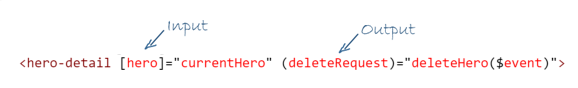 Input
Output
<hero-detail [hero]="currentHero" (deleteRequest)="deleteHero($event)">